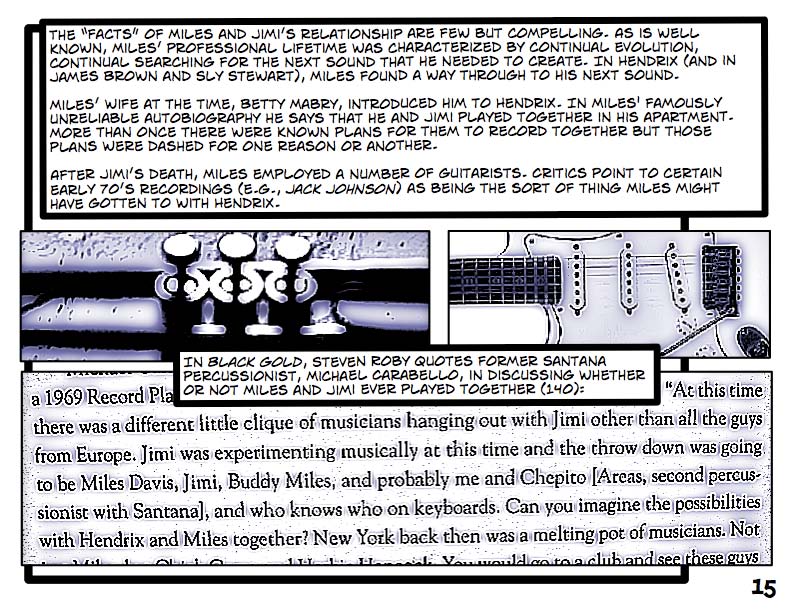 THE "FACTS" OF MILES AND JIMI'S RELATIONSHIP ARE FEW BUT COMPELLING. AS IS WELL
KNOWN, MILES' PROFESSIONAL LIFETIME WAS CHARACTERIZED BY CONTINUAL EVOLUTION,
CONTINUAL SEARCHING FOR THE NEXT SOUND THAT HE NEEDED TO CREATE. IN HENDRIX (AND IN
JAMES BROWN AND SLY STEWART), MILES FOUND A WAY THROUGH TO HIS NEXT SOUND.
MILES' WIFE AT THE TIME, BETTY MABRY, INTRODUCED HIM TO HENDRIX. IN MILES' FAMOUSLY
UNRELIABLE AUTOBIOGRAPHY HE SAYS THAT HE AND JIMI PLAYED TOGETHER IN HIS APARTMENT.
MORE THAN ONCE THERE WERE KNOWN PLANS FOR THEM TO RECORD TOGETHER BUT THOSE
PLANS WERE DASHED FOR ONE REASON OR ANOTHER.
AFTER JIMI'S DEATH, MILES EMPLOYED A NUMBER OF GUITARISTS. CRITICS POINT TO CERTAIN
EARLY 70'S RECORDINGS (E.G., JACK JOHNSON) AS BEING THE SORT OF THING MILES MIGHT
HAVE GOTTEN TO WITH HENDRIX.
IN BLACK GOLD, STEVEN ROBY QUOTES FORMER SANTANA
PERCUSSIONIST, MICHAEL CARABELLO, IN DISCUSSING WHETHER
OR NOT MILES AND JIMI EVER PLAYED TOGETHER (140):
a 1969 Record Pla "At this time
there was a different little clique of musicians hanging out with Jimi other than all the guys
from Europe. Jimi was experimenting musically at this time and the throw down was going
to be Miles Davis, Jimi, Buddy Miles, and probably me and Chepito [Areas, second percus-
sionist with Santana], and who knows who on keyboards. Can you imagine the possibilities
with Hendrix and Miles together? New York back then was a melting pot of musicians. Not
You would go to a club and see these guys
15